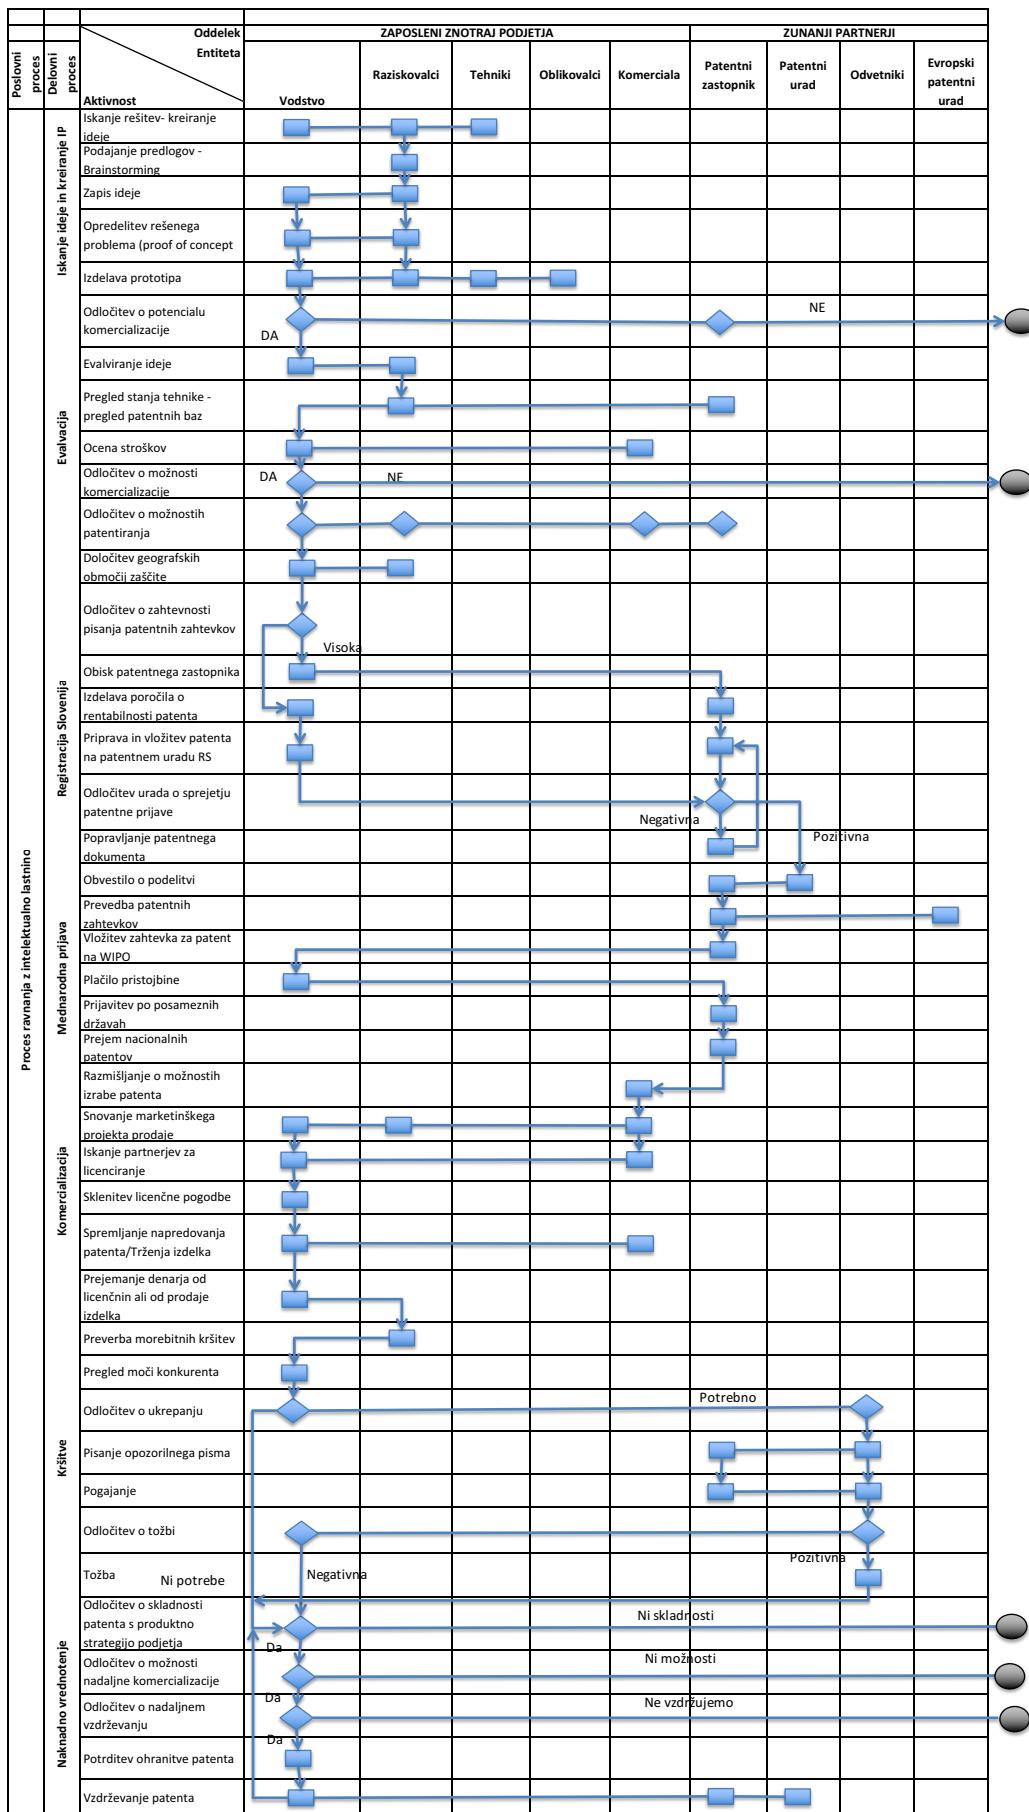 Oddelek
ZAPOSLENI ZNOTRAJ PODJETJA
ZUNANJI PARTNERJI
Poslovni
proces
Delovni
proces
Entiteta
Aktivnost
Vodstvo
Raziskovalci
Tehniki
Oblikovalci
Komerciala
Patentni
zastopnik
Patentni
urad
Odvetniki
Evropski
patentni
urad
Proces ravnanja z intelektualno lastnino
Iskanje ideje in kreiranje IP
Iskanje rešitev- kreiranje
ideje
Podajanje predlogov -
Brainstorming
Zapis ideje
Opredelitev rešenega
problema (proof of concept
Izdelava prototipa
Odločitev o potencialu
komercializacije
NE
DA
Evalvacija
Evalviranje ideje
Pregled stanja tehnike -
pregled patentnih baz
Ocena stroškov
Odločitev o možnosti
komercializacije
DA
NE
Odločitev o možnostih
patentiranja
Določitev geografskih
območij zaščite
Registracija Slovenija
Odločitev o zahtevnosti
pisanja patentnih zahtevkov
Visoka
Obisk patentnega zastopnika
Izdelava poročila o
rentabilnosti patenta
Priprava in vložitev patenta
na patentnem uradu RS
Odločitev urada o sprejetju
patentne prijave
Negativna
Pozitivna
Popravljanje patentnega
dokumenta
Obvestilo o podelitvi
Mednarodna prijava
Prevedba patentnih
zahtevkov
Vložitev zahtevka za patent
na WIPO
Plačilo pristojbine
Prijavitev po posameznih
državah
Prejem nacionalnih
patentov
Komercializacija
Razmišljanje o možnostih
izrabe patenta
Snovanje marketinškega
projekta prodaje
Iskanje partnerjev za
licenciranje
Sklenitev licenčne pogodbe
Spremljanje napredovanja
patenta/Trženja izdelka
Prejemanje denarja od
licenčnin ali od prodaje
izdelka
Kršitve
Preverba morebitnih kršitev
Pregled moči konkurenta
Odločitev o ukrepanju
Potrebno
Pisanje opozorilnega pisma
Pogajanje
Odločitev o tožbi
Pozitivna
Tožba
Ni potrebe
Negativna
Naknadno vrednotenje
Odločitev o skladnosti
patenta s produktno
strategijo podjetja
Ni skladnosti
Da
Odločitev o možnosti
nadaljne komercializacije
Ni možnosti
Da
Odločitev o nadaljnem
vzdrževanju
Ne vzdržujemo
Da
Potrditev ohranitve patenta
Vzdrževanje patenta